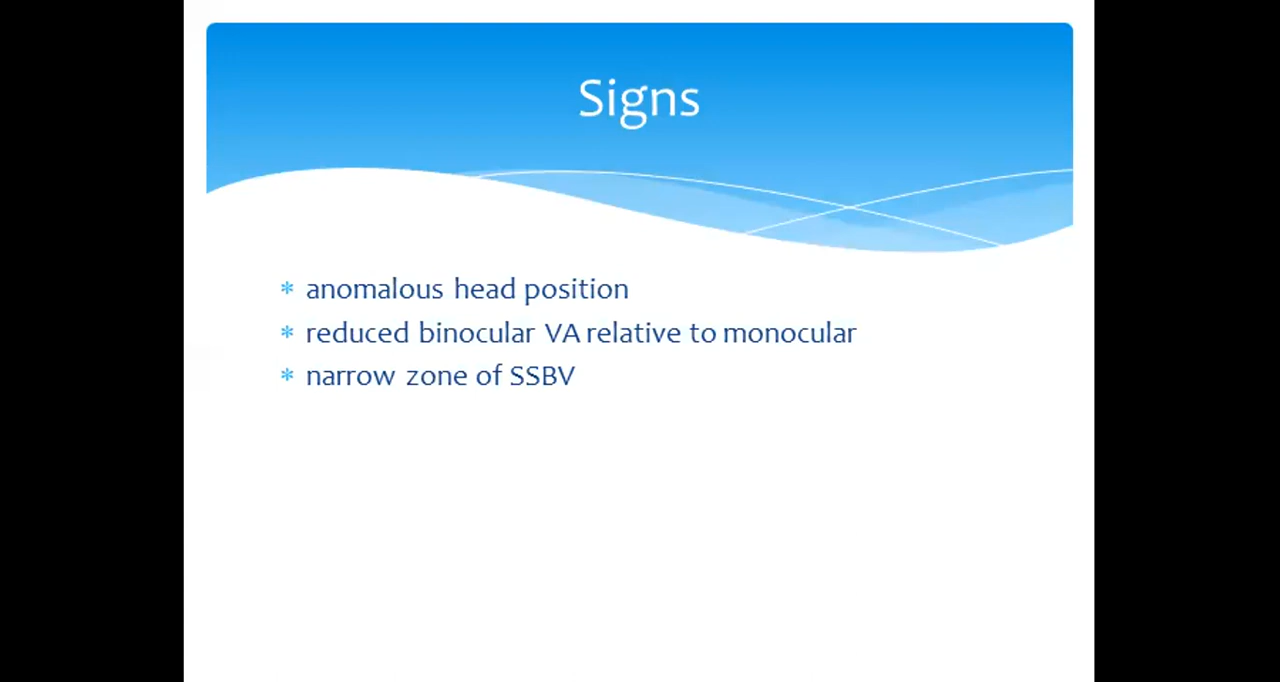 Signs
* anomalous head position
* reduced binocular VA relative to monocular
* narrow zone of SSBV